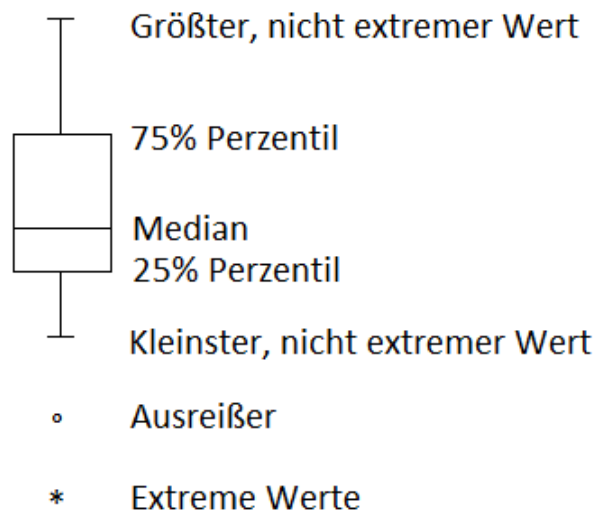 Größter, nicht extremer Wert
75% Perzentil
Median
25% Perzentil
Kleinster, nicht extremer Wert
Ausreißer
* Extreme Werte